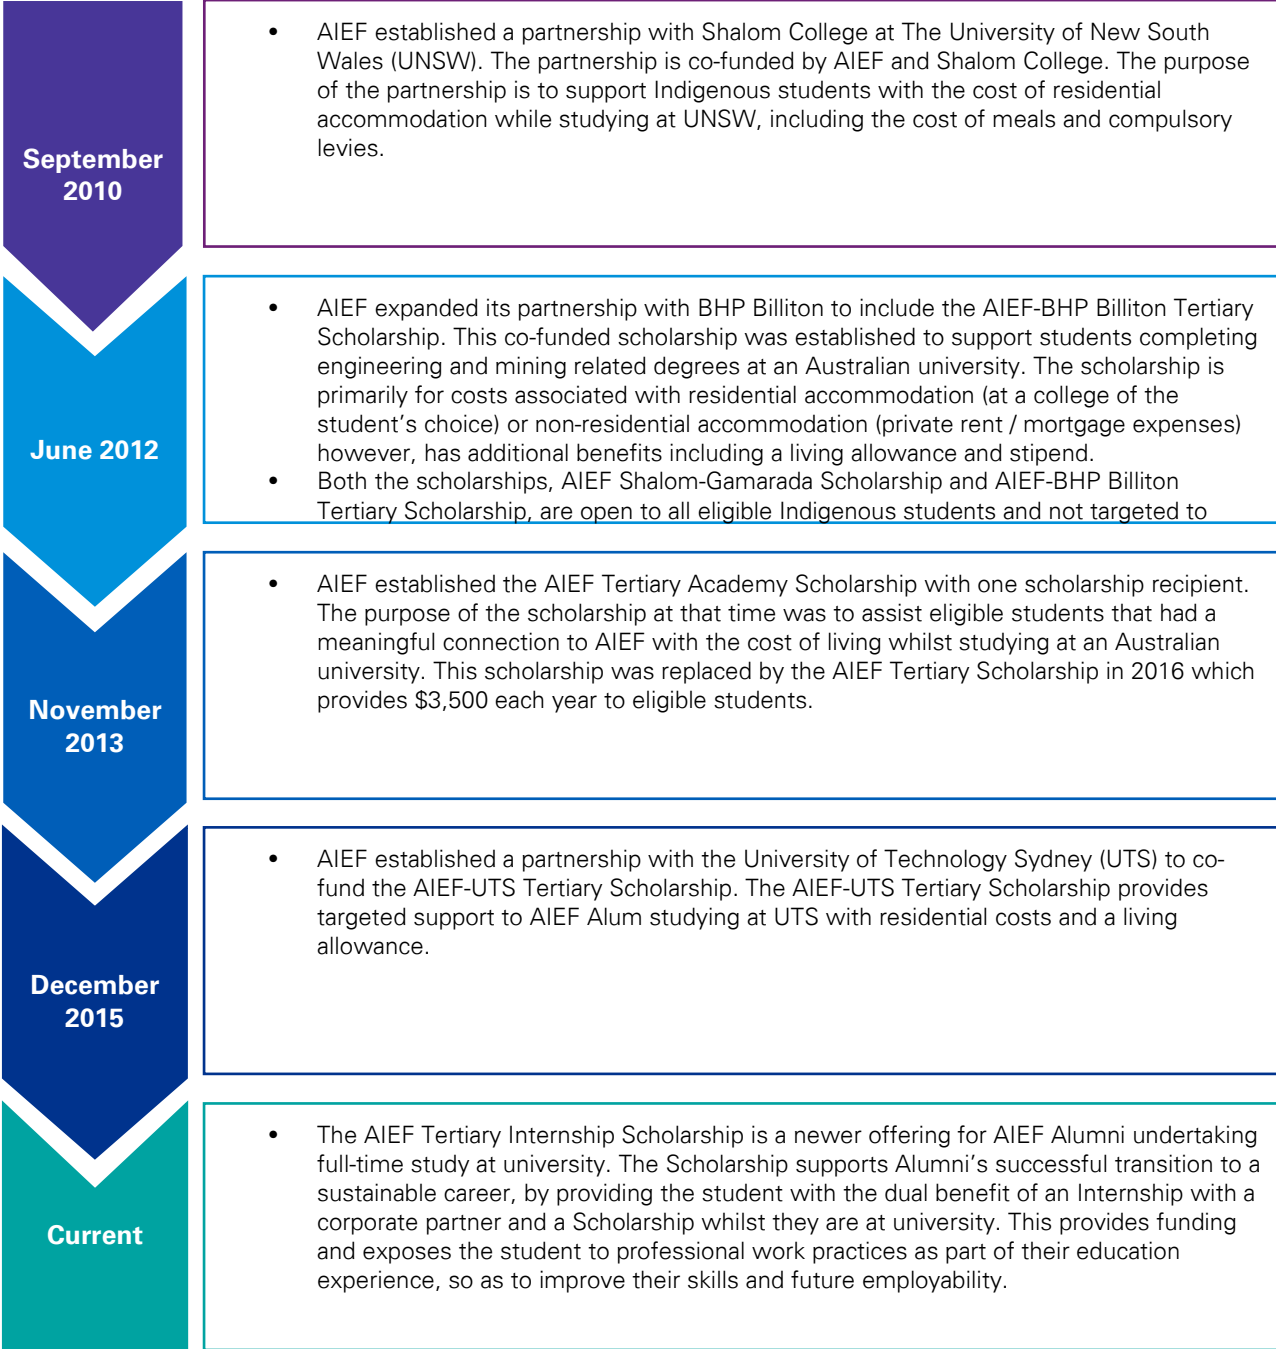 • AIEF established a partnership with Shalom College at The University of New South
Wales (UNSW). The partnership is co-funded by AIEF and Shalom College. The purpose
of the partnership is to support Indigenous students with the cost of residential
accommodation while studying at UNSW, including the cost of meals and compulsory
levies.
September
2010
• AIEF expanded its partnership with BHP Billiton to include the AIEF-BHP Billiton Tertiary
Scholarship. This co-funded scholarship was established to support students completing
engineering and mining related degrees at an Australian university. The scholarship is
primarily for costs associated with residential accommodation (at a college of the
student’s choice) or non-residential accommodation (private rent / mortgage expenses)
however, has additional benefits including a living allowance and stipend.
• Both the scholarships, AIEF Shalom-Gamarada Scholarship and AIEF-BHP Billiton
Tertiary Scholarship, are open to all eligible Indigenous students and not targeted to
June 2012
• AIEF established the AIEF Tertiary Academy Scholarship with one scholarship recipient.
The purpose of the scholarship at that time was to assist eligible students that had a
meaningful connection to AIEF with the cost of living whilst studying at an Australian
university. This scholarship was replaced by the AIEF Tertiary Scholarship in 2016 which
provides $3,500 each year to eligible students.
November
2013
• AIEF established a partnership with the University of Technology Sydney (UTS) to co-
fund the AIEF-UTS Tertiary Scholarship. The AIEF-UTS Tertiary Scholarship provides
targeted support to AIEF Alum studying at UTS with residential costs and a living
allowance.
December
2015
• The AIEF Tertiary Internship Scholarship is a newer offering for AIEF Alumni undertaking
full-time study at university. The Scholarship supports Alumni’s successful transition to a
sustainable career, by providing the student with the dual benefit of an Internship with a
corporate partner and a Scholarship whilst they are at university. This provides funding
and exposes the student to professional work practices as part of their education
experience, so as to improve their skills and future employability.
Current